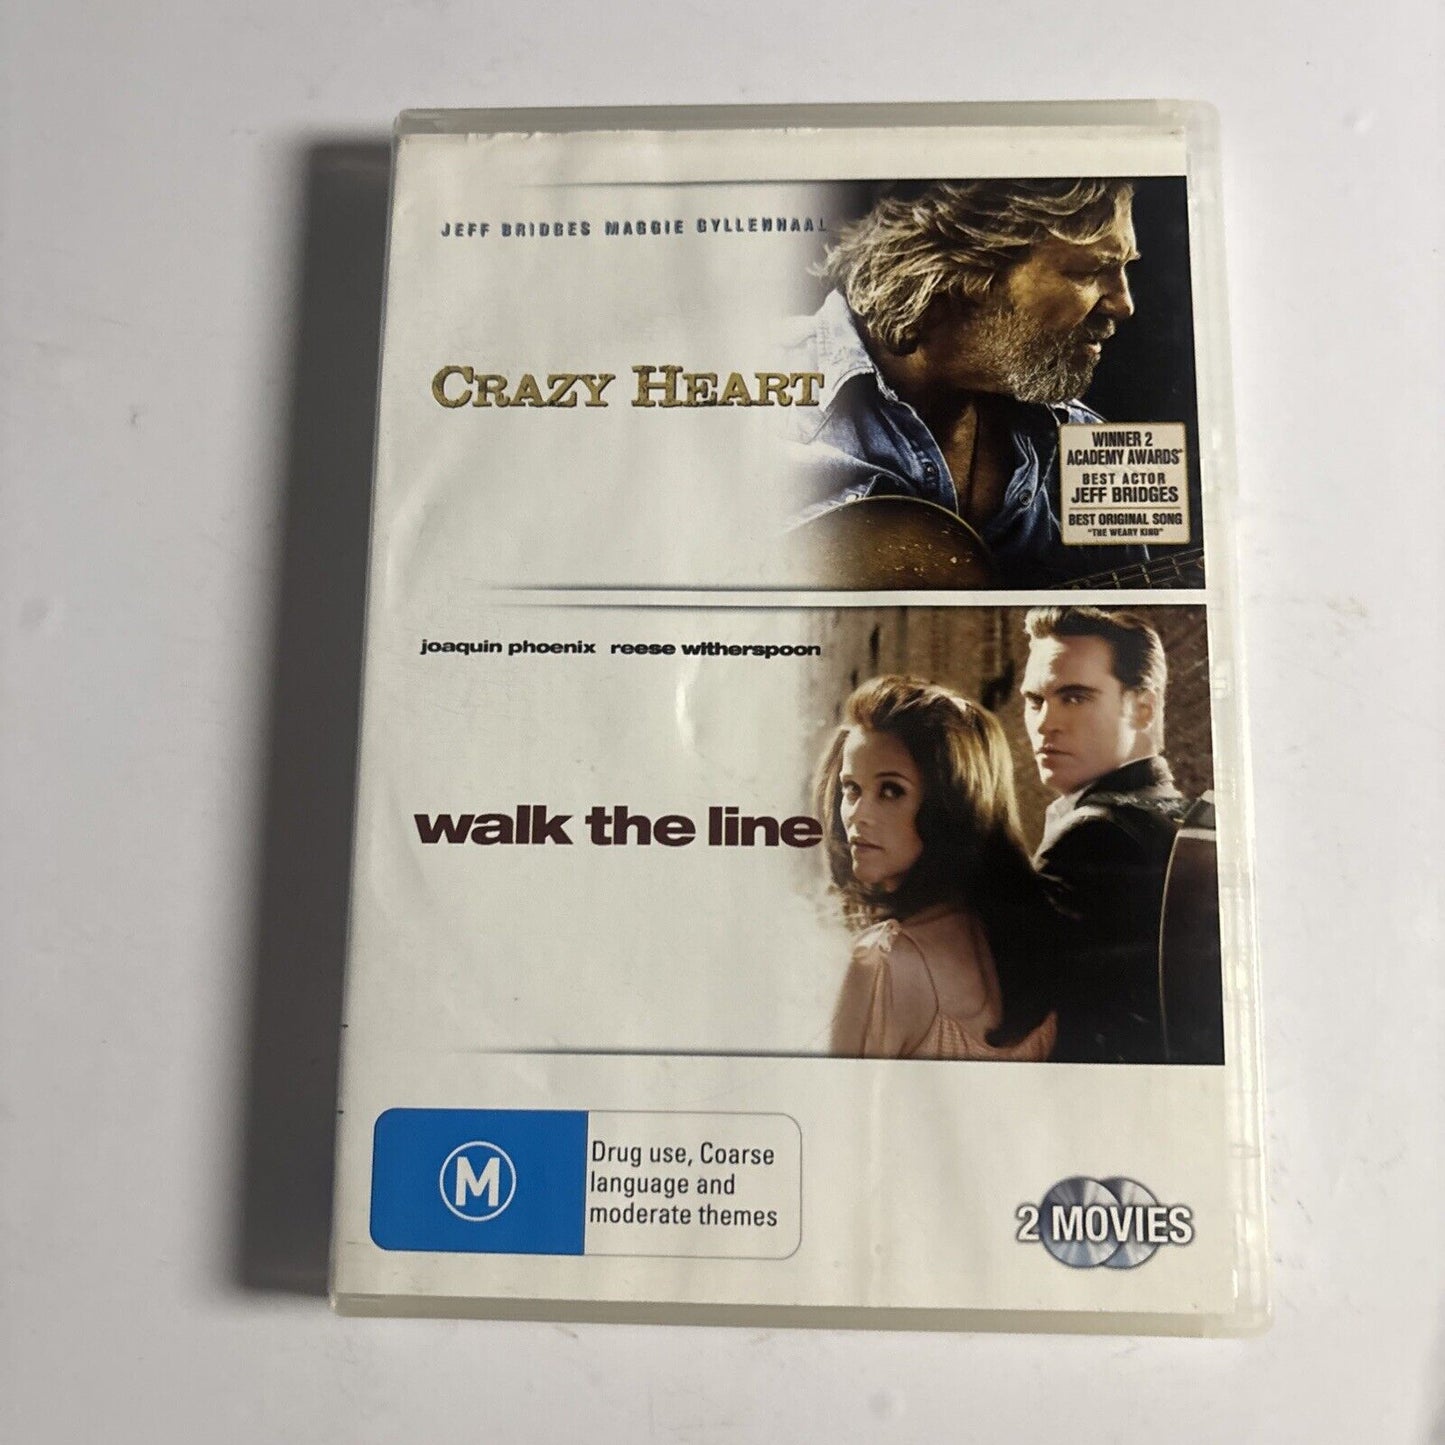 JEFF BRIDGES MAGGIE GYLLENHAAL
CRAZY HEART
WINNER 2
ACADEMY AWARDS®
BEST ACTOR
JEFF BRIDGES
BEST ORIGINAL SONG
"THE WEARY KIND"
joaquin phoenix reese witherspoon
walk the line
M
Drug use, Coarse
language and
moderate themes
2 MOVIES